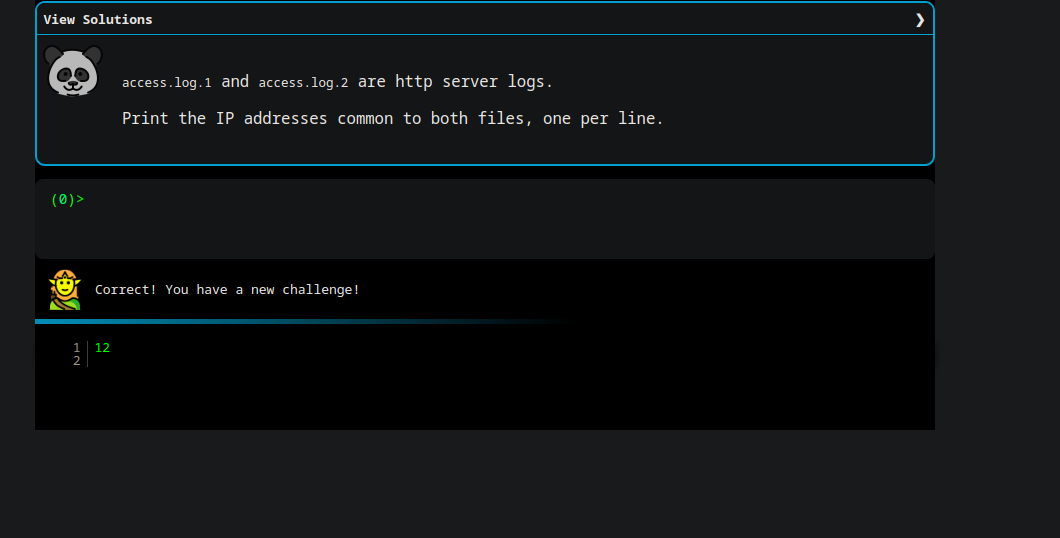 View Solutions ❯
access.log.1 and access.log.2 are http server logs.
Print the IP addresses common to both files, one per line.
(0)>
Correct! You have a new challenge!
1 12
2